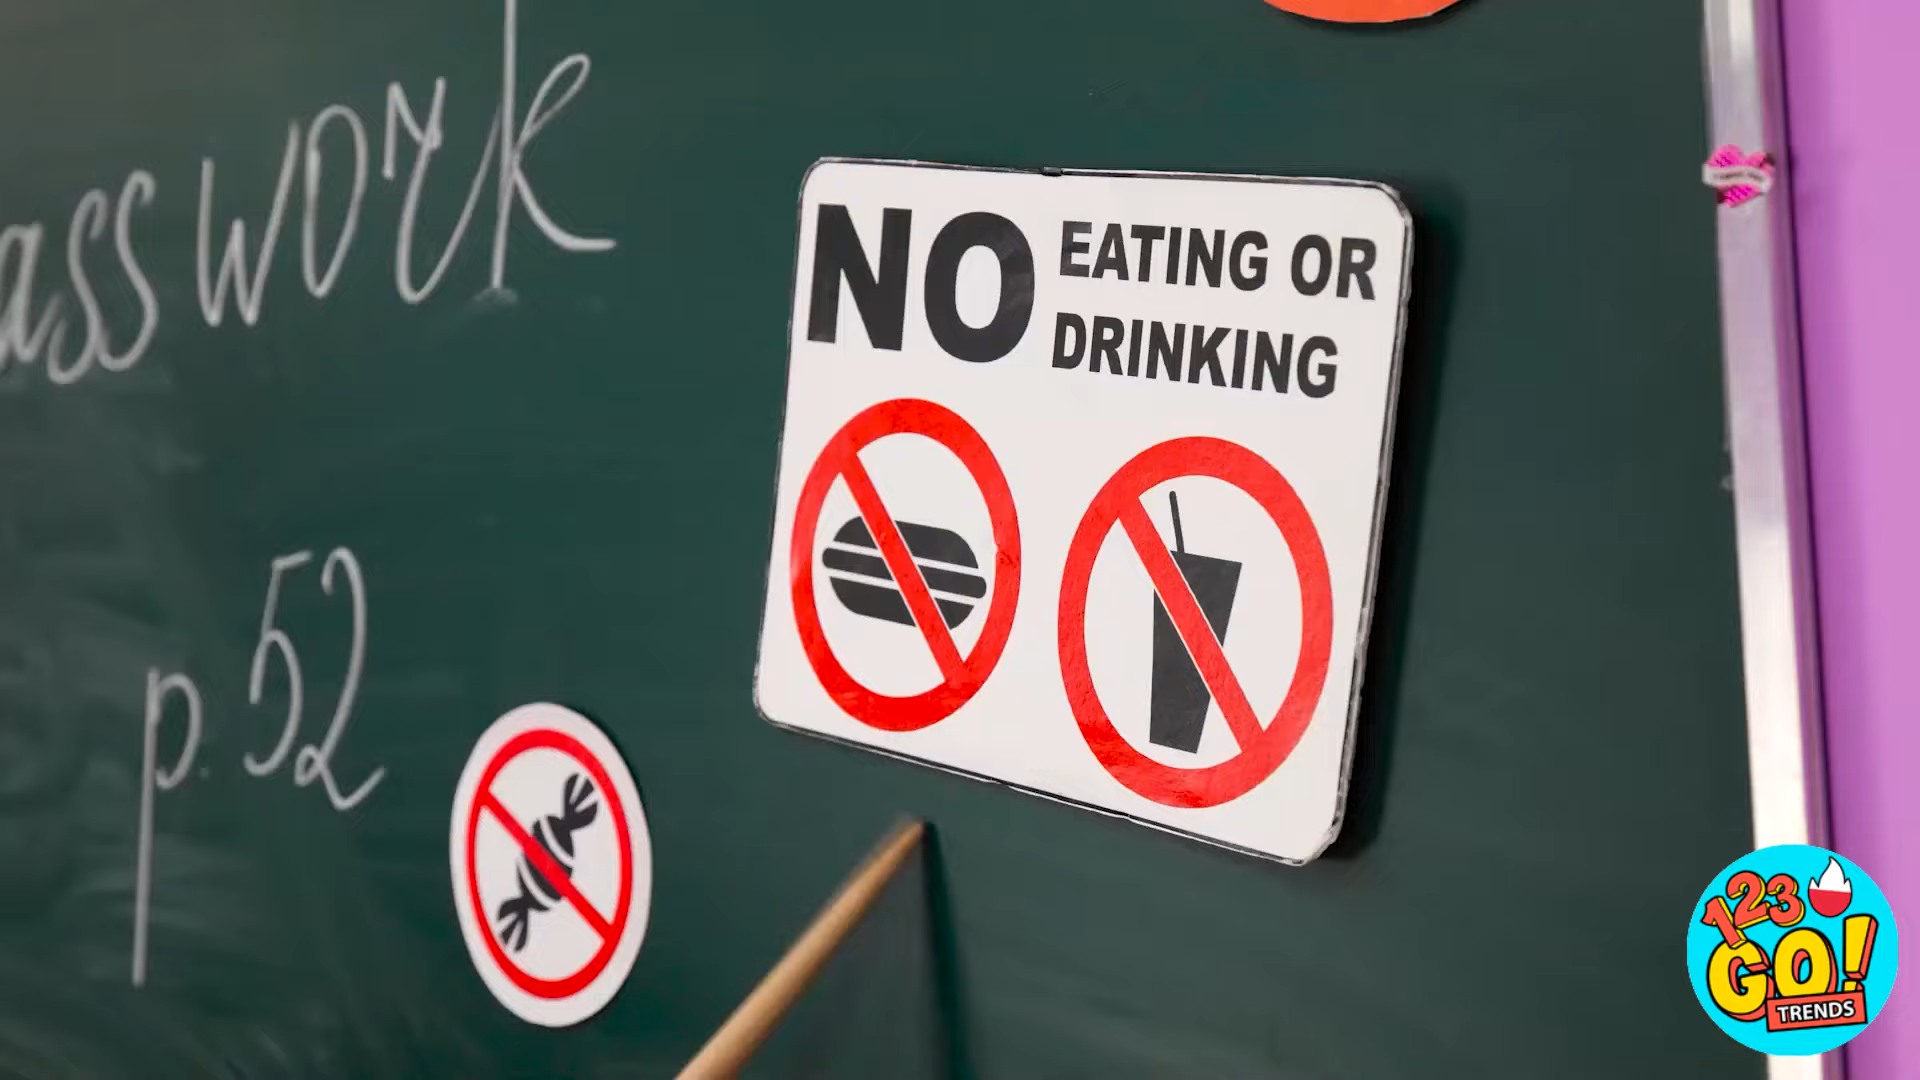 asswork
NO EATING OR
DRINKING
p. 52
123
GO!
TRENDS